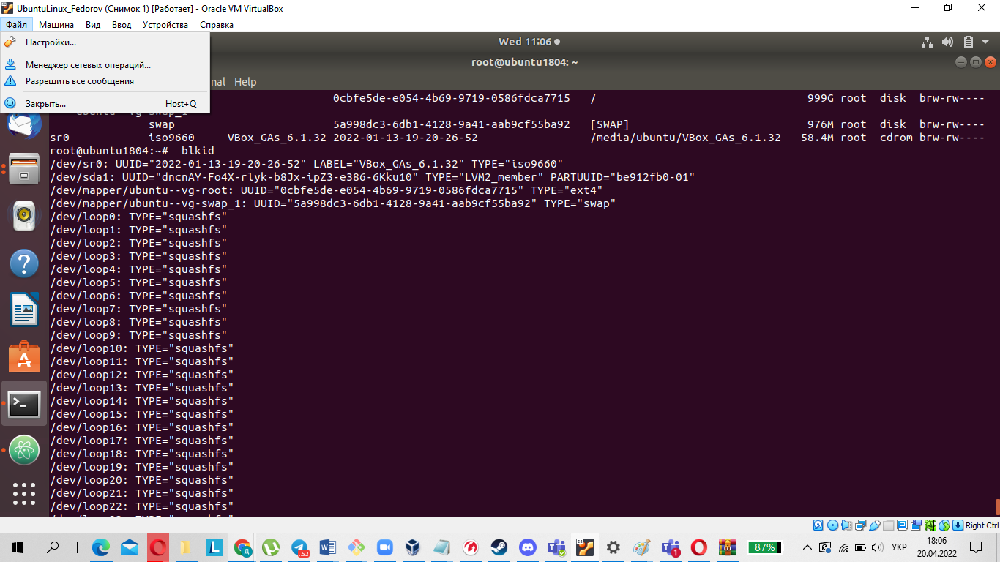 UbuntuLinux_Fedorov (Снимок 1) [Работает] - Oracle VM VirtualBox
Файл Машина Вид Ввод Устройства Справка
Настройки...
Менеджер сетевых операций...
Разрешить все сообщения
Закрыть... Host+Q
Wed 11:06
root@ubuntu1804: ~
nal Help
0cbfe5de-e054-4b69-9719-0586fdca7715 / 999G root disk brw-rw----
swap 5a998dc3-6db1-4128-9a41-aab9cf55ba92 [SWAP] 976M root disk brw-rw----
sr0 iso9660 VBox_GAs_6.1.32 2022-01-13-19-20-26-52 /media/ubuntu/VBox_GAs_6.1.32 58.4M root cdrom brw-rw----
root@ubuntu1804:~# blkid
/dev/sr0: UUID="2022-01-13-19-20-26-52" LABEL="VBox_GAs_6.1.32" TYPE="iso9660"
/dev/sda1: UUID="dncnAY-Fo4X-rlyk-b8Jx-ipZ3-e386-6Kku10" TYPE="LVM2_member" PARTUUID="be912fb0-01"
/dev/mapper/ubuntu--vg-root: UUID="0cbfe5de-e054-4b69-9719-0586fdca7715" TYPE="ext4"
/dev/mapper/ubuntu--vg-swap_1: UUID="5a998dc3-6db1-4128-9a41-aab9cf55ba92" TYPE="swap"
/dev/loop0: TYPE="squashfs"
/dev/loop1: TYPE="squashfs"
/dev/loop2: TYPE="squashfs"
/dev/loop3: TYPE="squashfs"
/dev/loop4: TYPE="squashfs"
/dev/loop5: TYPE="squashfs"
/dev/loop6: TYPE="squashfs"
/dev/loop7: TYPE="squashfs"
/dev/loop8: TYPE="squashfs"
/dev/loop9: TYPE="squashfs"
/dev/loop10: TYPE="squashfs"
/dev/loop11: TYPE="squashfs"
/dev/loop12: TYPE="squashfs"
/dev/loop13: TYPE="squashfs"
/dev/loop14: TYPE="squashfs"
/dev/loop15: TYPE="squashfs"
/dev/loop16: TYPE="squashfs"
/dev/loop17: TYPE="squashfs"
/dev/loop18: TYPE="squashfs"
/dev/loop19: TYPE="squashfs"
/dev/loop20: TYPE="squashfs"
/dev/loop21: TYPE="squashfs"
/dev/loop22: TYPE="squashfs"
Right Ctrl
87% УКР 18:06
20.04.2022